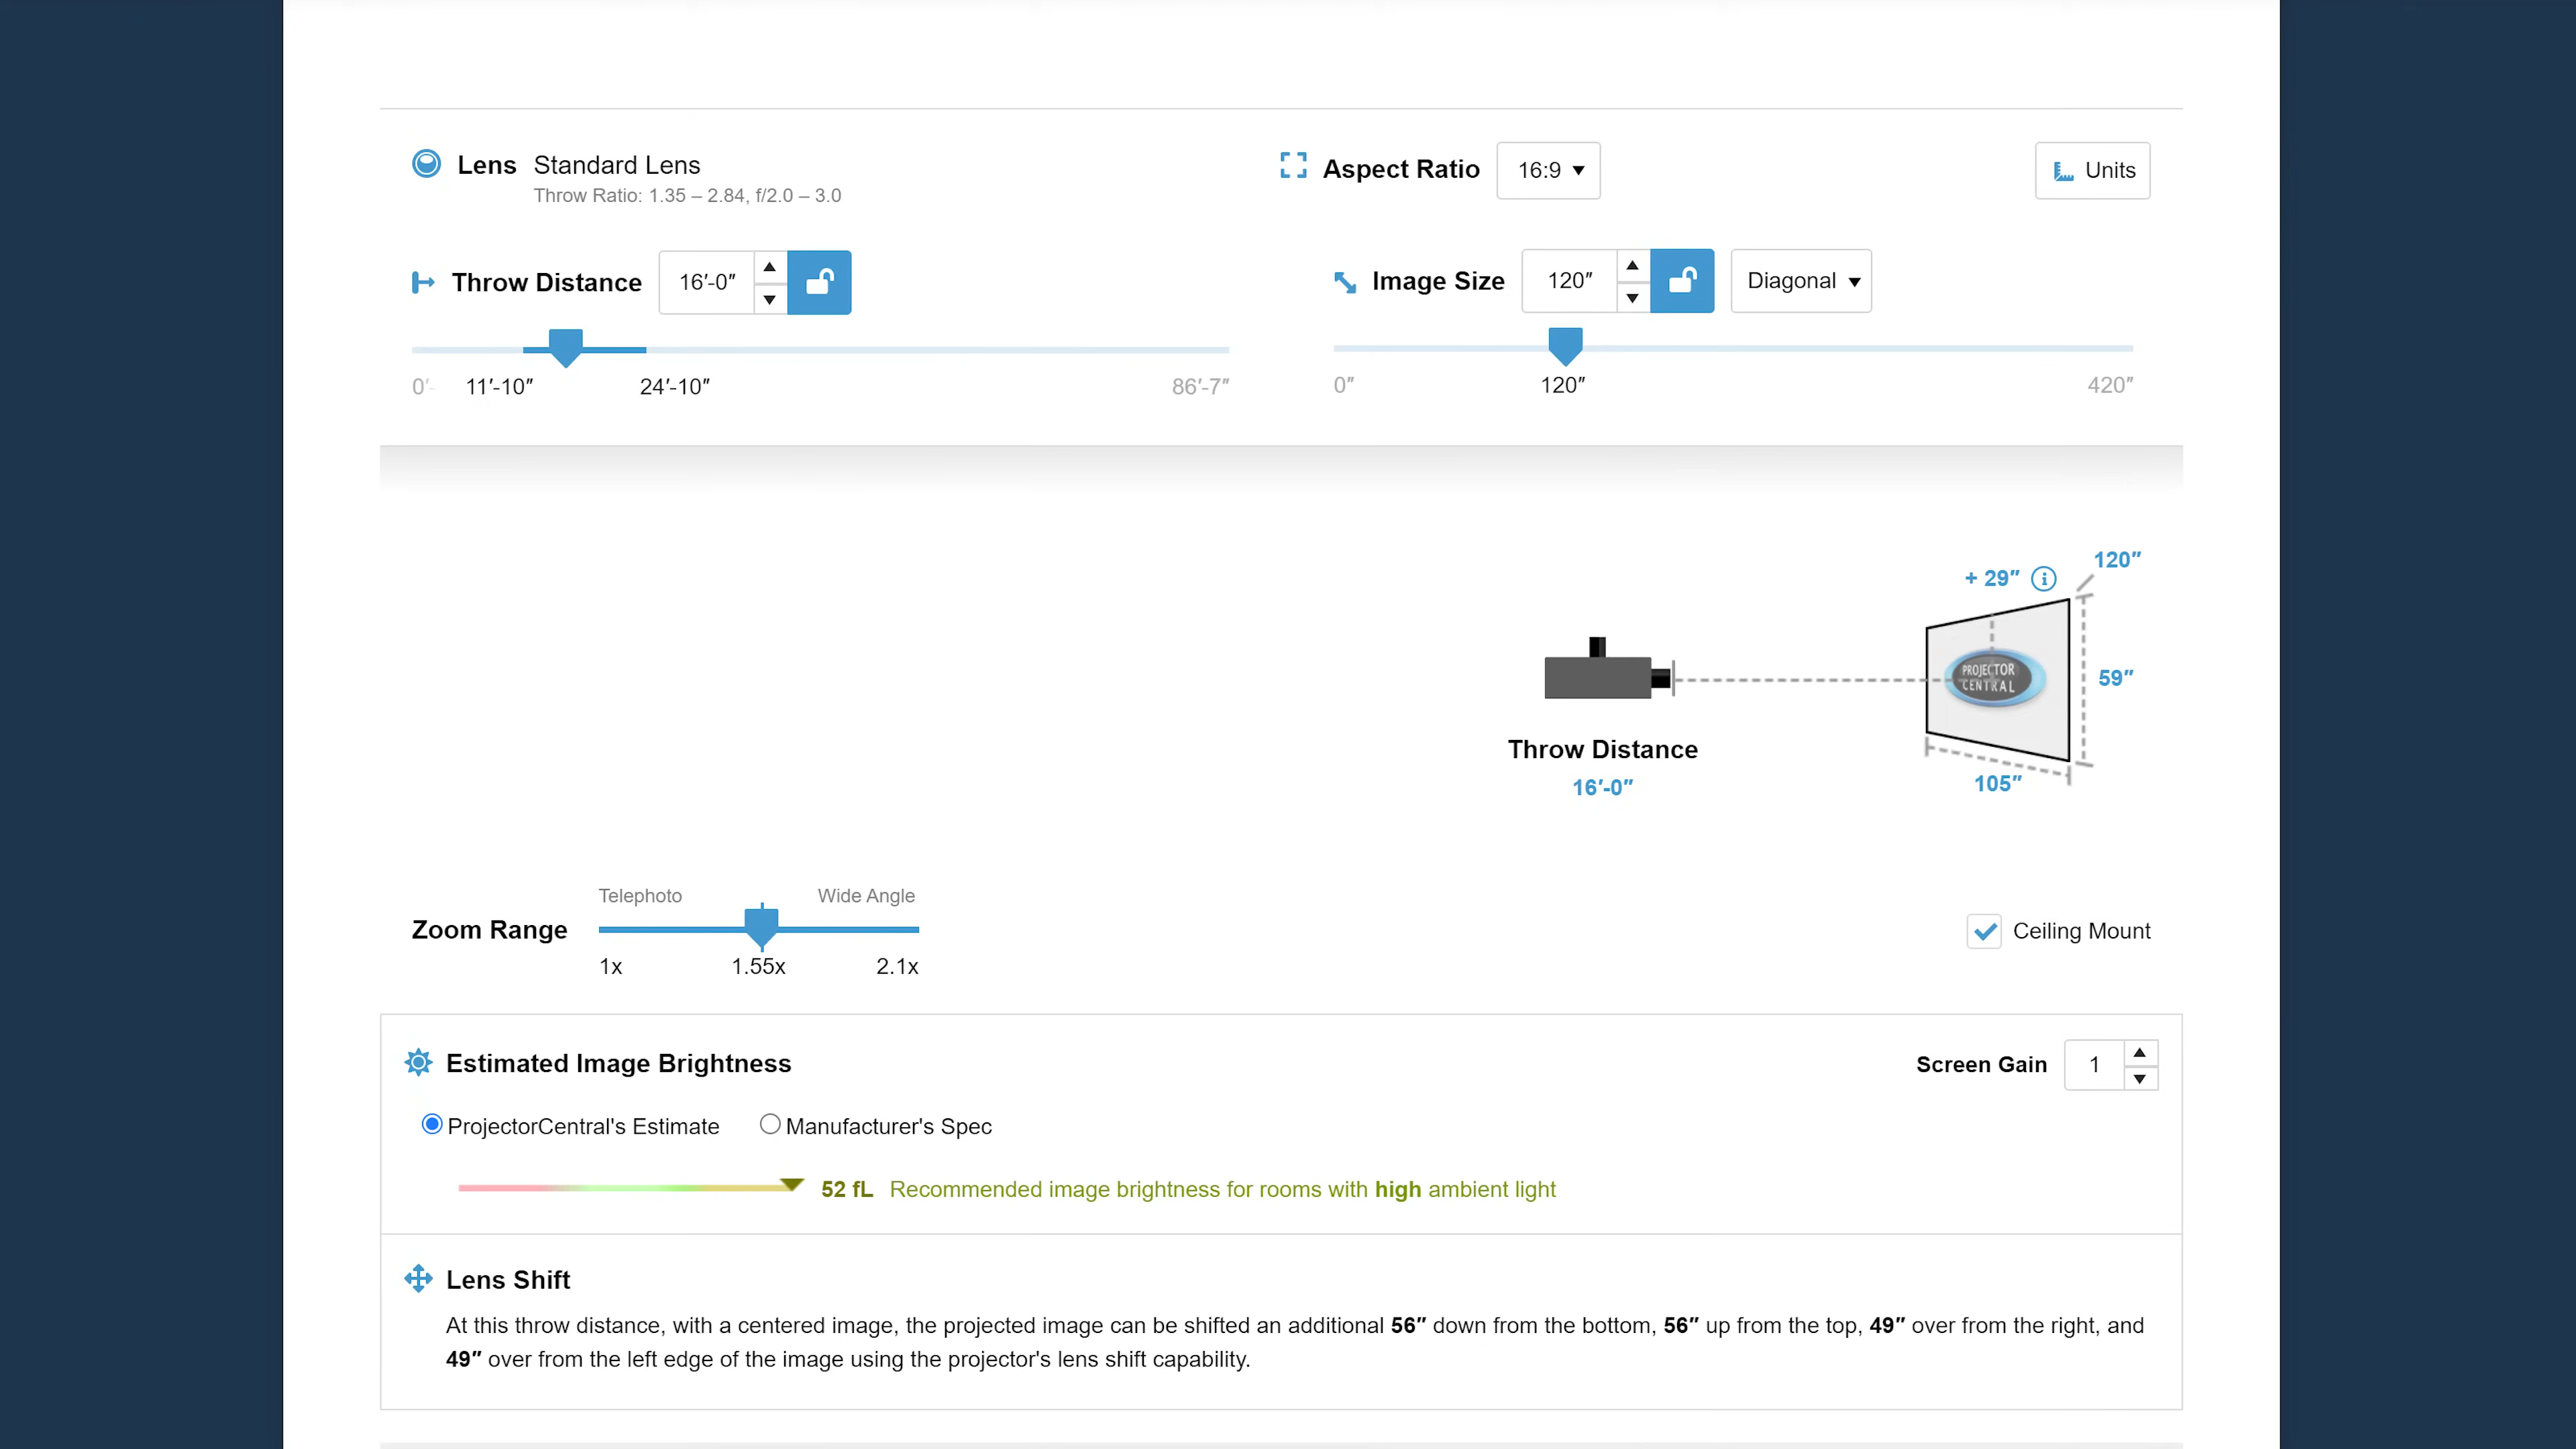 Lens Standard Lens
Throw Ratio: 1.35 – 2.84, f/2.0 – 3.0
Aspect Ratio 16:9
Units
Throw Distance 16′-0″
Image Size 120″ Diagonal
0′- 11′-10″ 24′-10″ 86′-7″
0″ 120″ 420″
120″
+ 29″
PROJECTOR
CENTRAL
59″
Throw Distance
16′-0″
105″
Telephoto Wide Angle
Zoom Range
1x 1.55x 2.1x
Ceiling Mount
Estimated Image Brightness
Screen Gain 1
ProjectorCentral's Estimate Manufacturer's Spec
52 fL Recommended image brightness for rooms with high ambient light
Lens Shift
At this throw distance, with a centered image, the projected image can be shifted an additional 56″ down from the bottom, 56″ up from the top, 49″ over from the right, and
49″ over from the left edge of the image using the projector's lens shift capability.